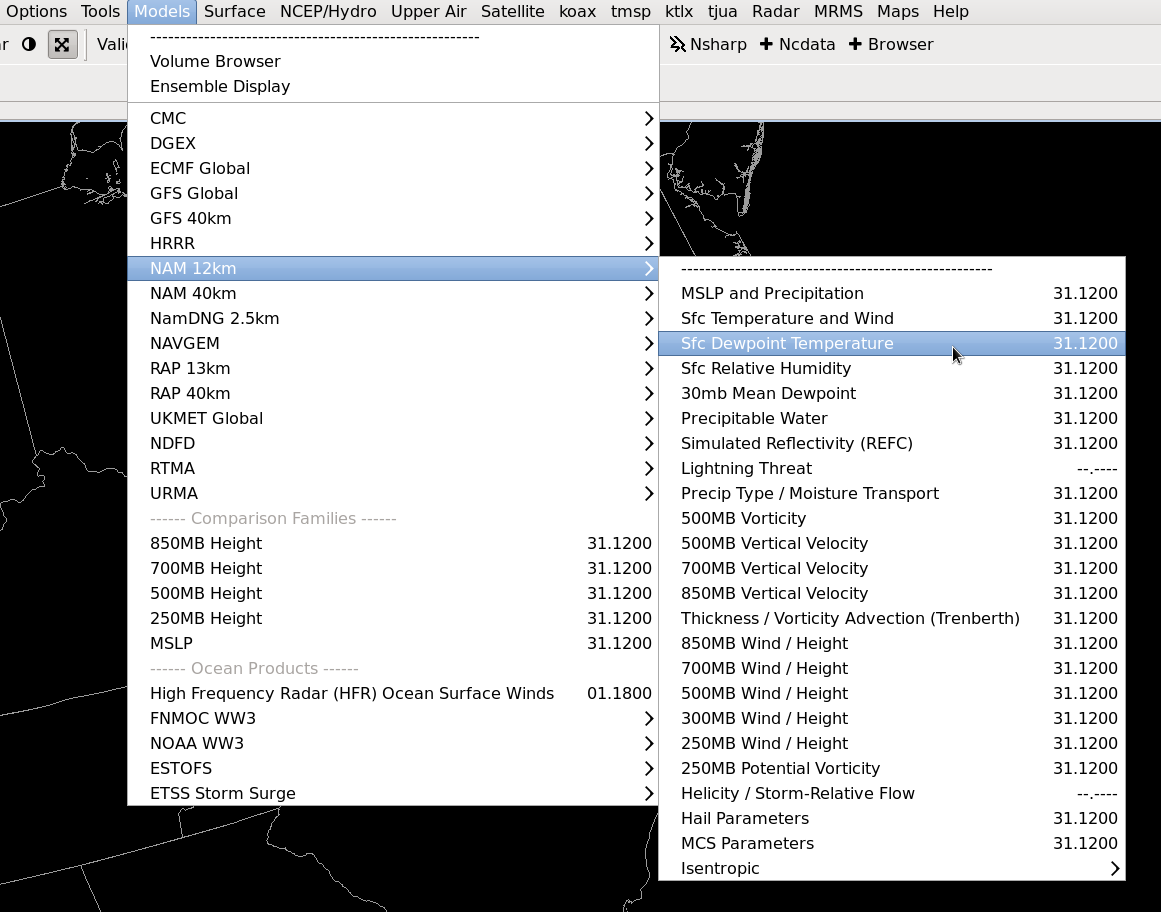 Options Tools Models Surface NCEP/Hydro Upper Air Satellite koax tmsp ktlx tjua Radar MRMS Maps Help
Nsharp Ncdata Browser
-------------------------------------------------------
Volume Browser
Ensemble Display
CMC
DGEX
ECMF Global
GFS Global
GFS 40km
HRRR
NAM 12km
NAM 40km
NamDNG 2.5km
NAVGEM
RAP 13km
RAP 40km
UKMET Global
NDFD
RTMA
URMA
------ Comparison Families ------
850MB Height 31.1200
700MB Height 31.1200
500MB Height 31.1200
250MB Height 31.1200
MSLP 31.1200
------ Ocean Products ------
High Frequency Radar (HFR) Ocean Surface Winds 01.1800
FNMOC WW3
NOAA WW3
ESTOFS
ETSS Storm Surge
----------------------------------------------------
MSLP and Precipitation 31.1200
Sfc Temperature and Wind 31.1200
Sfc Dewpoint Temperature 31.1200
Sfc Relative Humidity 31.1200
30mb Mean Dewpoint 31.1200
Precipitable Water 31.1200
Simulated Reflectivity (REFC) 31.1200
Lightning Threat --.----
Precip Type / Moisture Transport 31.1200
500MB Vorticity 31.1200
500MB Vertical Velocity 31.1200
700MB Vertical Velocity 31.1200
850MB Vertical Velocity 31.1200
Thickness / Vorticity Advection (Trenberth) 31.1200
850MB Wind / Height 31.1200
700MB Wind / Height 31.1200
500MB Wind / Height 31.1200
300MB Wind / Height 31.1200
250MB Wind / Height 31.1200
250MB Potential Vorticity 31.1200
Helicity / Storm-Relative Flow --.----
Hail Parameters 31.1200
MCS Parameters 31.1200
Isentropic